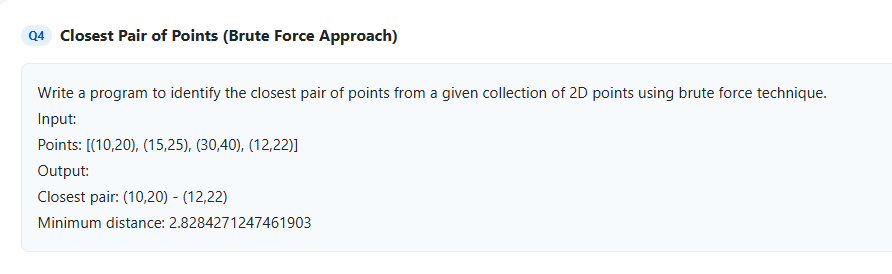 Q4 Closest Pair of Points (Brute Force Approach)
Write a program to identify the closest pair of points from a given collection of 2D points using brute force technique.
Input:
Points: [(10,20), (15,25), (30,40), (12,22)]
Output:
Closest pair: (10,20) - (12,22)
Minimum distance: 2.8284271247461903